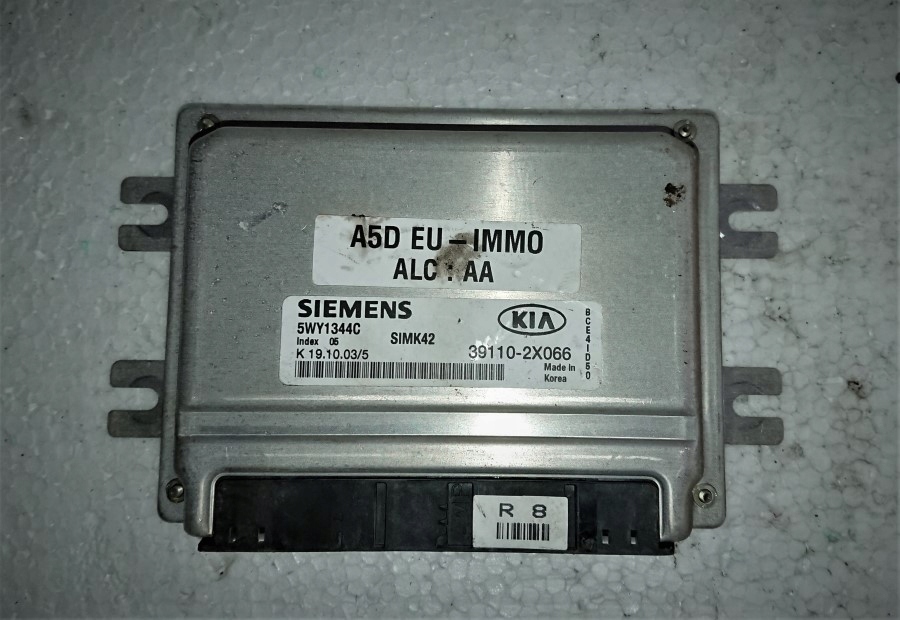 A5D EU – IMMO
ALC : AA
SIEMENS
5WY1344C
SIMK42
Index 05
K 19.10.03/5
KIA
39110-2X066
Made In
Korea
BCE4ID50
R 8